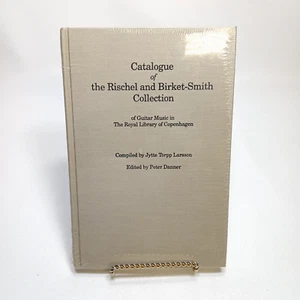 Catalogue
of
the Rischel and Birket-Smith
Collection
of Guitar Music in
The Royal Library of Copenhagen
Compiled by Jytte Torpp Larsson
Edited by Peter Danner